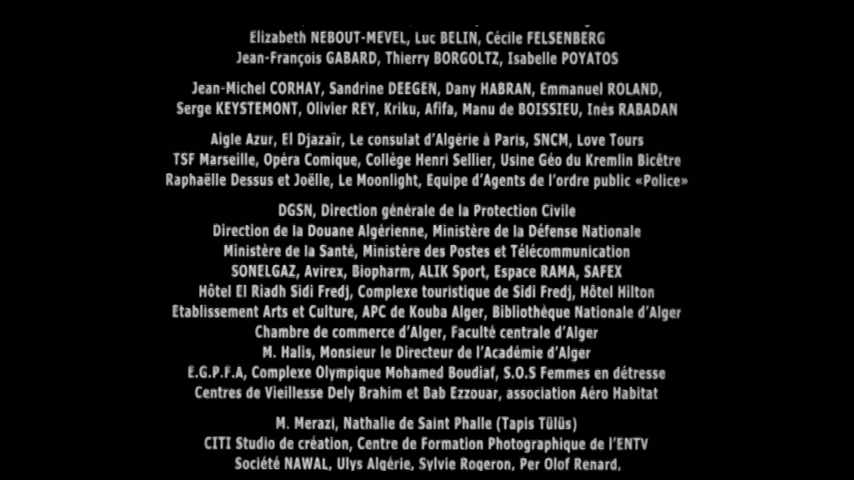 Elizabeth NEBOUT-MEVEL, Luc BELIN, Cécile FELSENBERG
Jean-François GABARD, Thierry BORGOLTZ, Isabelle POYATOS
Jean-Michel CORHAY, Sandrine DEEGEN, Dany HABRAN, Emmanuel ROLAND,
Serge KEYSTEMONT, Olivier REY, Kriku, Afifa, Manu de BOISSIEU, Inès RABADAN
Aigle Azur, El Djazaïr, Le consulat d'Algérie à Paris, SNCM, Love Tours
TSF Marseille, Opéra Comique, Collège Henri Sellier, Usine Géo du Kremlin Bicêtre
Raphaëlle Dessus et Joëlle, Le Moonlight, Equipe d'Agents de l'ordre public «Police»
DGSN, Direction générale de la Protection Civile
Direction de la Douane Algérienne, Ministère de la Défense Nationale
Ministère de la Santé, Ministère des Postes et Télécommunication
SONELGAZ, Avirex, Biopharm, ALIK Sport, Espace RAMA, SAFEX
Hôtel El Riadh Sidi Fredj, Complexe touristique de Sidi Fredj, Hôtel Hilton
Etablissement Arts et Culture, APC de Kouba Alger, Bibliothèque Nationale d'Alger
Chambre de commerce d'Alger, Faculté centrale d'Alger
M. Halis, Monsieur le Directeur de l'Académie d'Alger
E.G.P.F.A, Complexe Olympique Mohamed Boudiaf, S.O.S Femmes en détresse
Centres de Vieillesse Dely Brahim et Bab Ezzouar, association Aéro Habitat
M. Merazi, Nathalie de Saint Phalle (Tapis Tülüs)
CITI Studio de création, Centre de Formation Photographique de l'ENTV
Société NAWAL, Ulys Algérie, Sylvie Rogeron, Per Olof Renard,